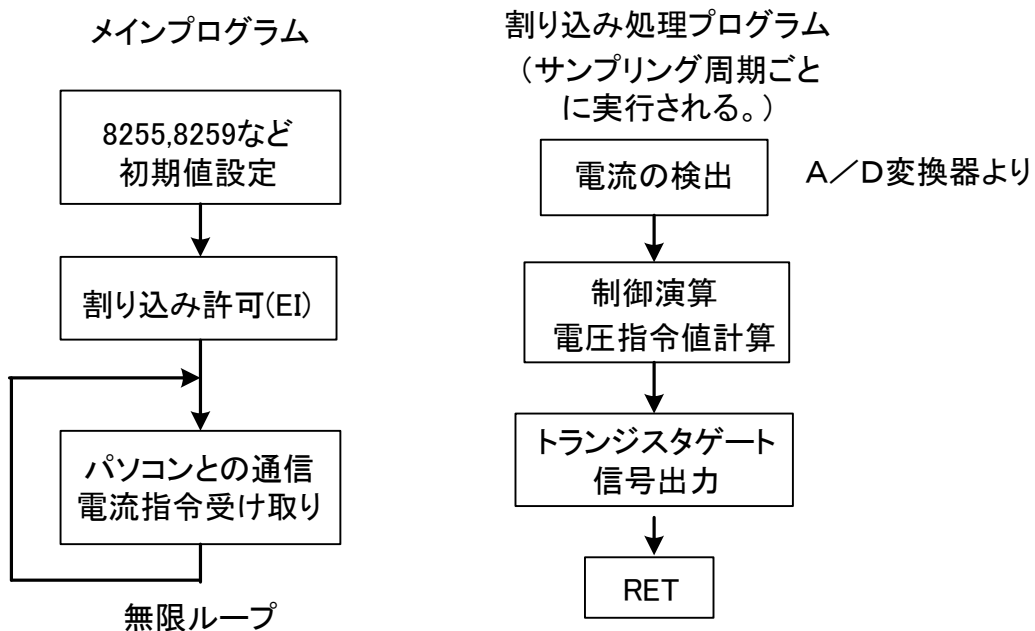 メインプログラム
8255,8259など
初期値設定
割り込み許可(EI)
パソコンとの通信
電流指令受け取り
無限ループ
割り込み処理プログラム
（サンプリング周期ごと
に実行される。）
電流の検出
A／D変換器より
制御演算
電圧指令値計算
トランジスタゲート
信号出力
RET